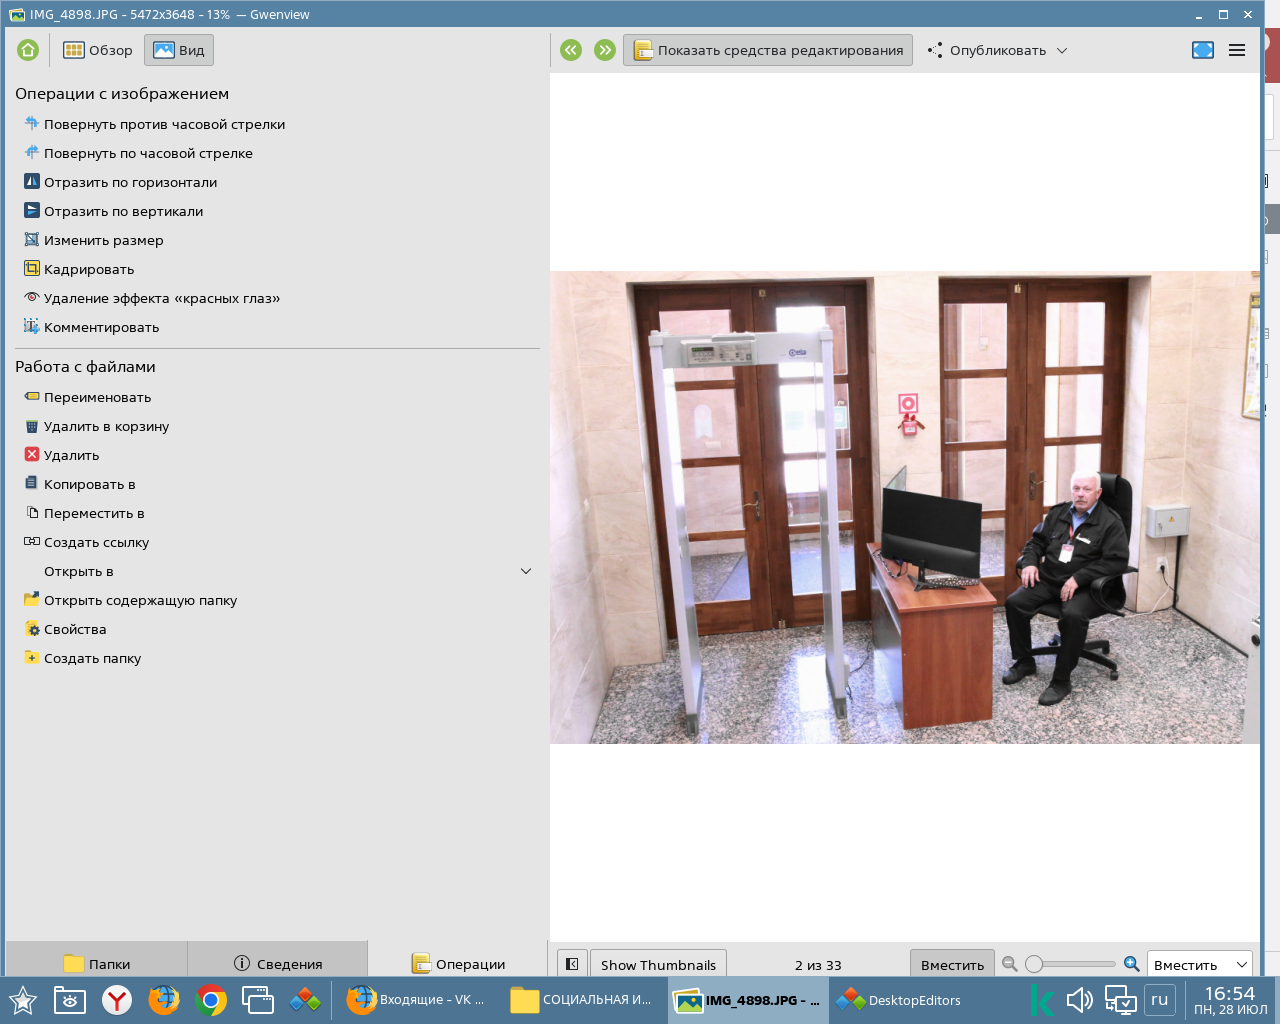 IMG_4898.JPG - 5472x3648 - 13% — Gwenview
Обзор
Вид
Показать средства редактирования
Опубликовать
Операции с изображением
Повернуть против часовой стрелки
Повернуть по часовой стрелке
Отразить по горизонтали
Отразить по вертикали
Изменить размер
Кадрировать
Удаление эффекта «красных глаз»
Комментировать
Работа с файлами
Переименовать
Удалить в корзину
Удалить
Копировать в
Переместить в
Создать ссылку
Открыть в
Открыть содержащую папку
Свойства
Создать папку
Папки
Сведения
Операции
Show Thumbnails
2 из 33
Вместить
Вместить
Входящие – VK ...
СОЦИАЛЬНАЯ И...
IMG_4898.JPG - ...
DesktopEditors
ru
16:54
ПН, 28 ИЮЛ